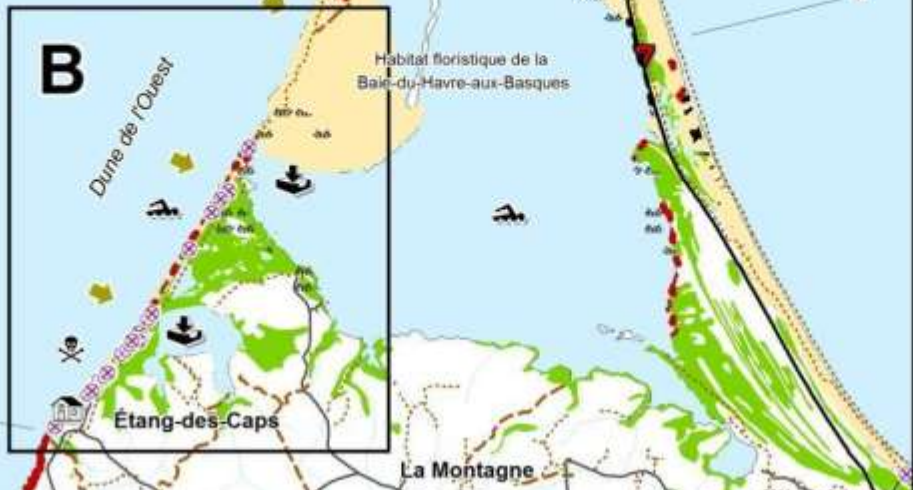 B
Dune de l'Ouest
Habitat floristique de la
Baie-du-Havre-aux-Basques
Étang-des-Caps
La Montagne